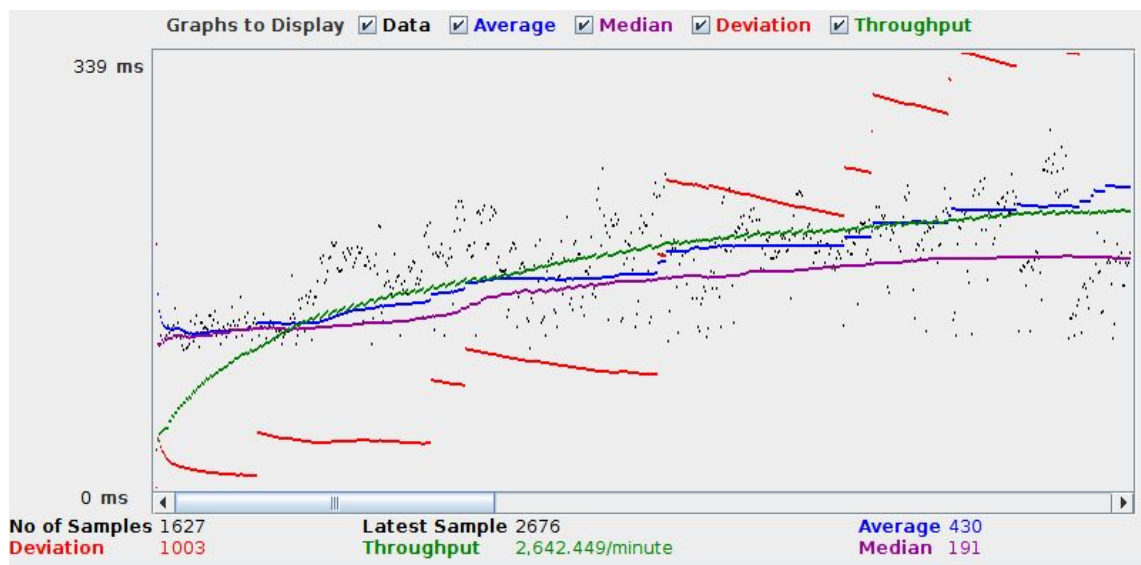 Graphs to Display Data Average Median Deviation Throughput
339 ms
0 ms
No of Samples 1627 Latest Sample 2676 Average 430
Deviation 1003 Throughput 2,642.449/minute Median 191